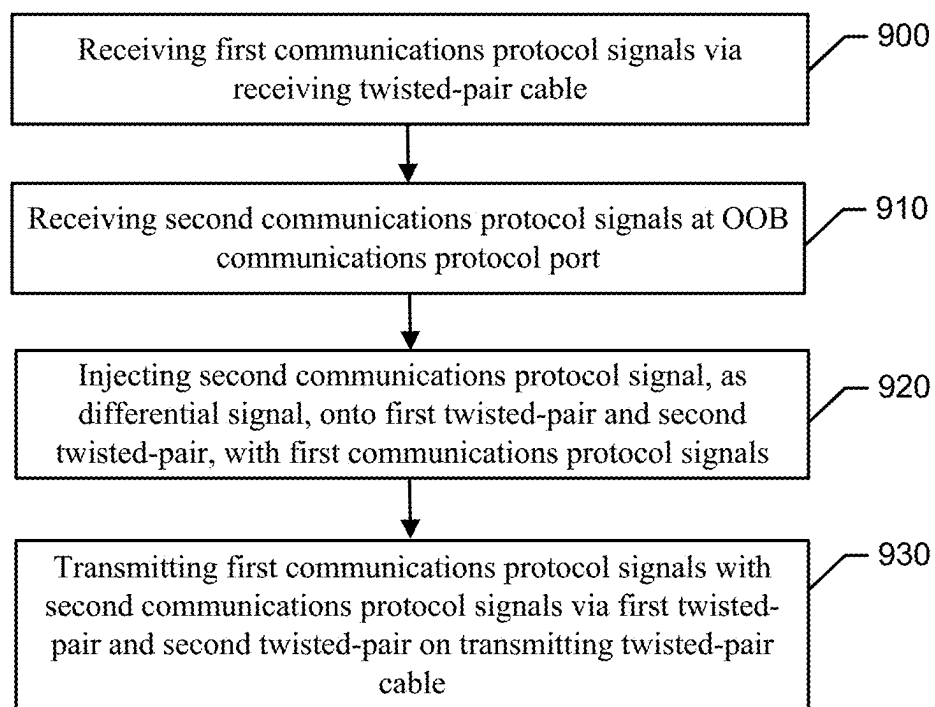 Receiving first communications protocol signals via
receiving twisted-pair cable
900
Receiving second communications protocol signals at OOB
communications protocol port
910
Injecting second communications protocol signal, as
differential signal, onto first twisted-pair and second
twisted-pair, with first communications protocol signals
920
Transmitting first communications protocol signals with
second communications protocol signals via first twisted-
pair and second twisted-pair on transmitting twisted-pair
cable
930